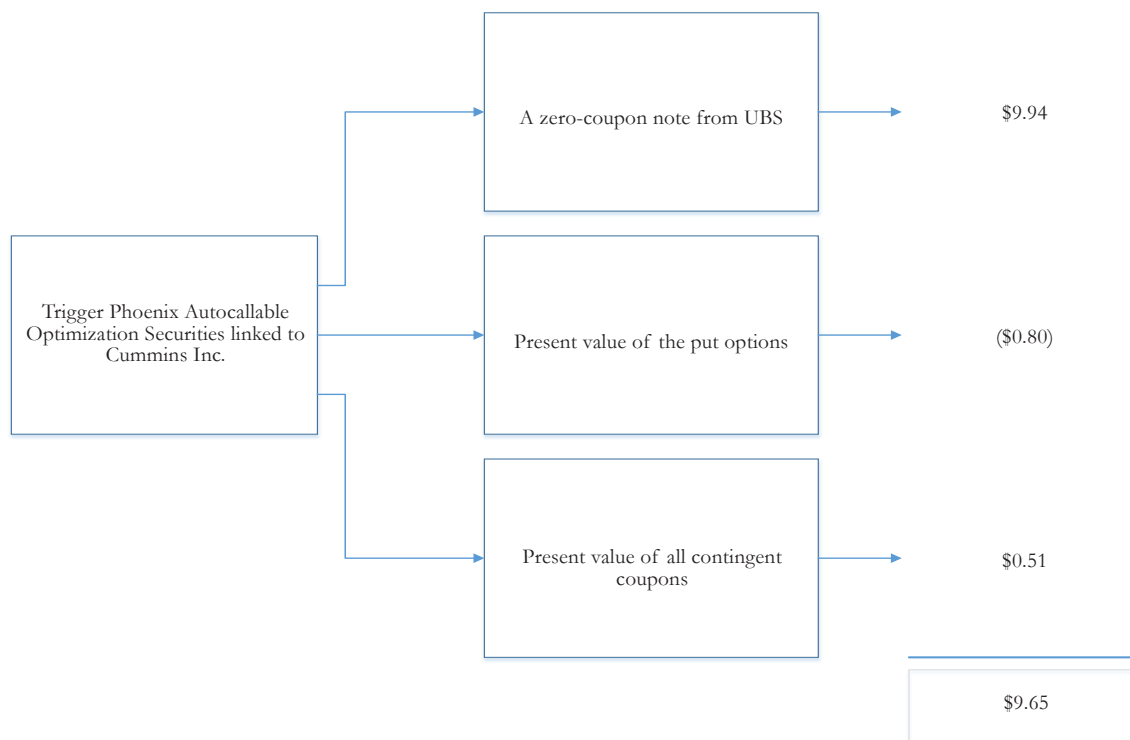 A zero-coupon note from UBS
$9.94
Trigger Phoenix Autocallable
Optimization Securities linked to
Cummins Inc.
Present value of the put options
($0.80)
Present value of all contingent
coupons
$0.51
$9.65